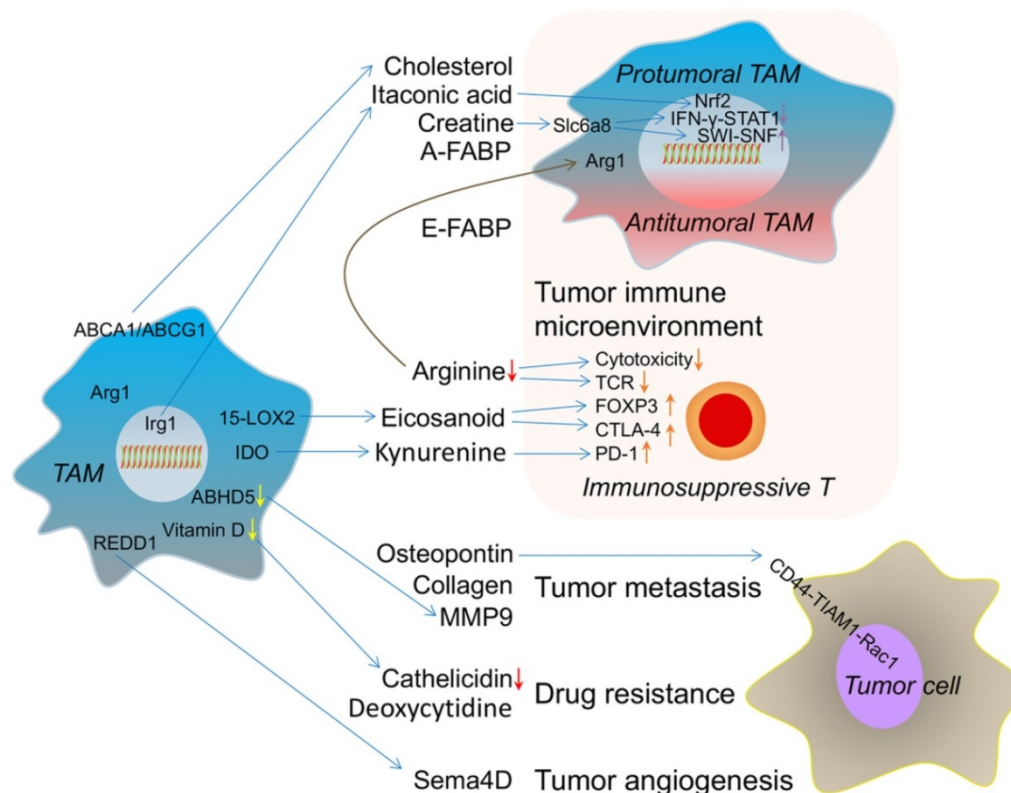 Cholesterol
Itaconic acid
Creatine
A-FABP
E-FABP
Protumoral TAM
Nrf2
IFN-γ-STAT1
Slc6a8
SWI-SNF
Arg1
Antitumoral TAM
Tumor immune
microenvironment
ABCA1/ABCG1
Arg1
Irg1
15-LOX2
IDO
TAM
ABHD5
Vitamin D
REDD1
Arginine
Eicosanoid
Kynurenine
Cytotoxicity
TCR
FOXP3
CTLA-4
PD-1
Immunosuppressive T
Osteopontin
Collagen
MMP9
Tumor metastasis
CD44-TIAM1-Rac1
Tumor cell
Cathelicidin
Deoxycytidine
Drug resistance
Sema4D
Tumor angiogenesis